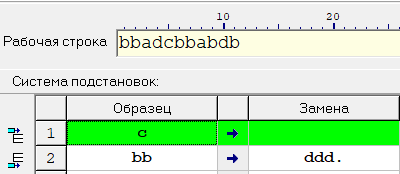 10 20
Рабочая строка bbadcbbabdb
Система подстановок:
Образец Замена
1 c →
2 bb → ddd.